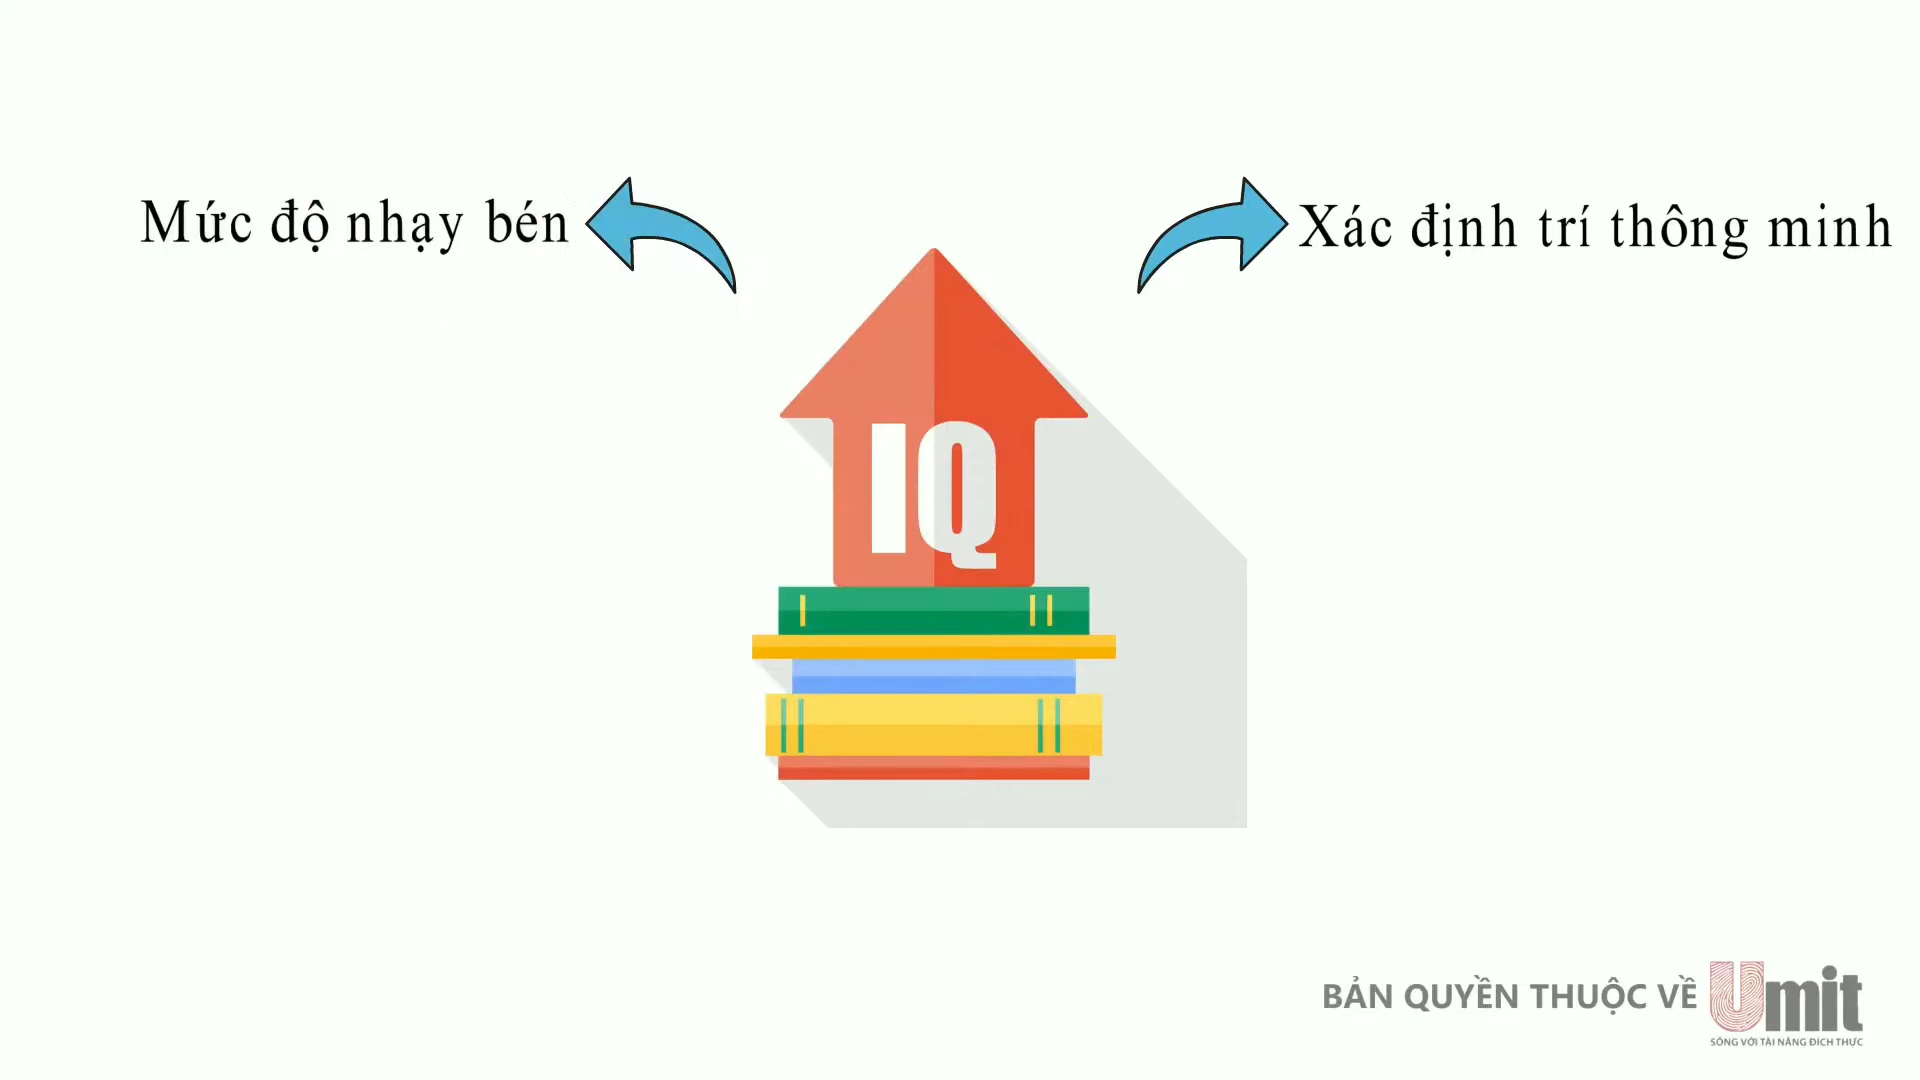 Mức độ nhạy bén
Xác định trí thông minh
IQ
BẢN QUYỀN THUỘC VỀ Umit
SỐNG VỚI TÀI NĂNG ĐÍCH THỰC